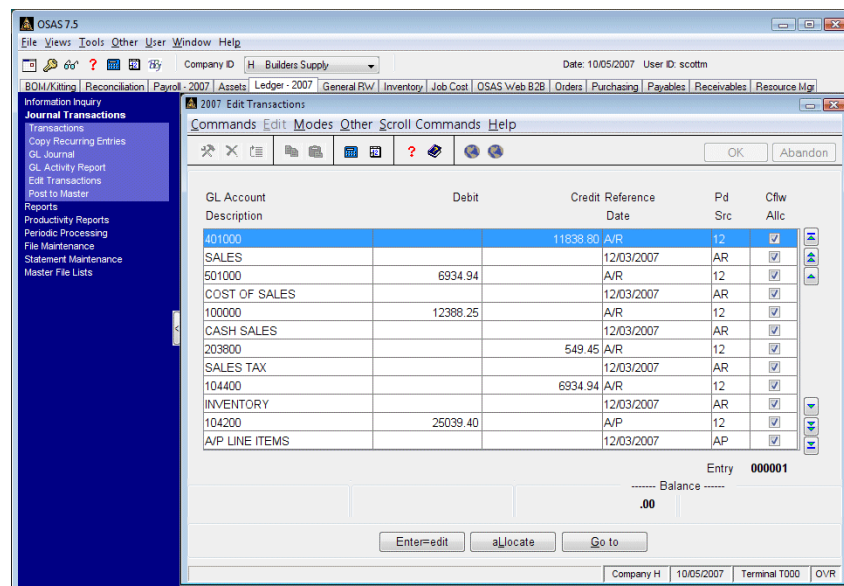 OSAS 7.5
File Views Tools Other User Window Help
Company ID H Builders Supply Date: 10/05/2007 User ID: scottm
BOM/Kitting Reconciliation Payroll - 2007 Assets Ledger - 2007 General RW Inventory Job Cost OSAS Web B2B Orders Purchasing Payables Receivables Resource Mgr
Information Inquiry
Journal Transactions
Transactions
Copy Recurring Entries
GL Journal
GL Activity Report
Edit Transactions
Post to Master
Reports
Productivity Reports
Periodic Processing
File Maintenance
Statement Maintenance
Master File Lists
2007 Edit Transactions
Commands Edit Modes Other Scroll Commands Help
OK Abandon
GL Account Debit Credit Reference Pd Cflw
Description Date Src Allc
401000 11838.80 A/R 12
SALES 12/03/2007 AR
501000 6934.94 A/R 12
COST OF SALES 12/03/2007 AR
100000 12388.25 A/R 12
CASH SALES 12/03/2007 AR
203800 549.45 A/R 12
SALES TAX 12/03/2007 AR
104400 6934.94 A/R 12
INVENTORY 12/03/2007 AR
104200 25039.40 A/P 12
A/P LINE ITEMS 12/03/2007 AP
Entry 000001
------- Balance ------
.00
Enter=edit aLlocate Go to
Company H 10/05/2007 Terminal T000 OVR